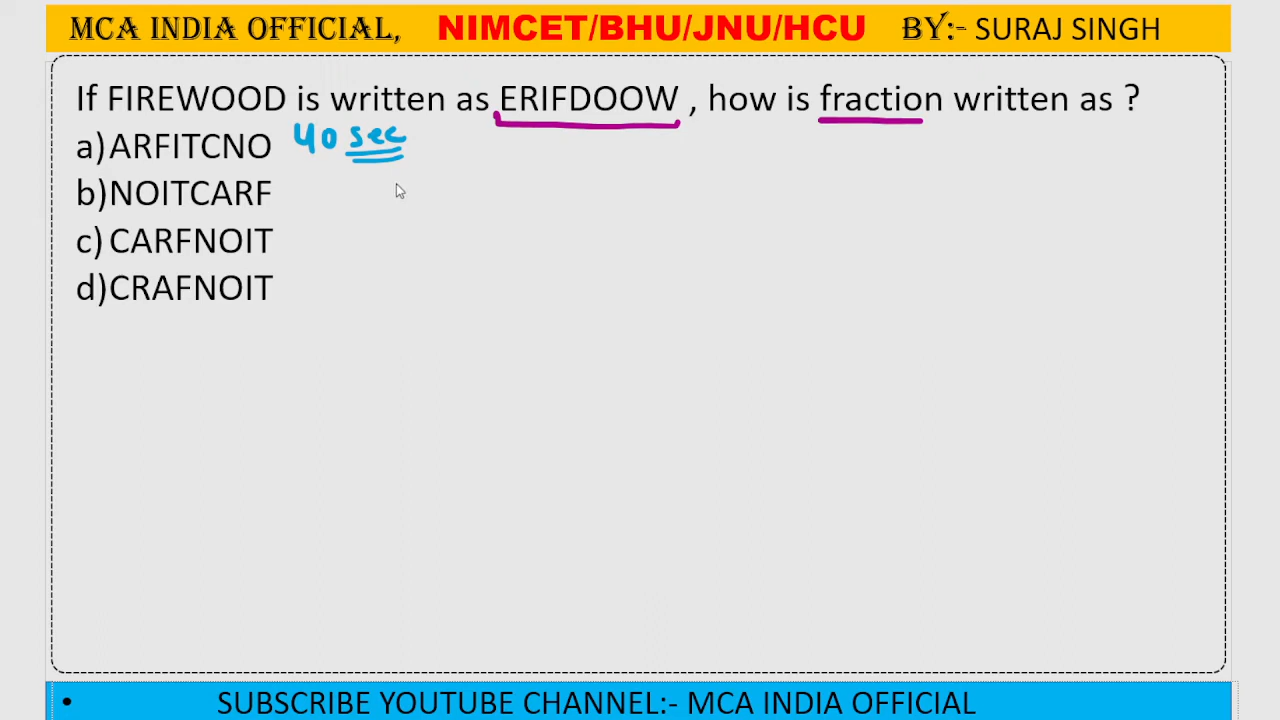 MCA INDIA OFFICIAL, NIMCET/BHU/JNU/HCU BY:- SURAJ SINGH
If FIREWOOD is written as ERIFDOOW , how is fraction written as ?
a)ARFITCNO 40 sec
b)NOITCARF
c)CARFNOIT
d)CRAFNOIT
• SUBSCRIBE YOUTUBE CHANNEL:- MCA INDIA OFFICIAL